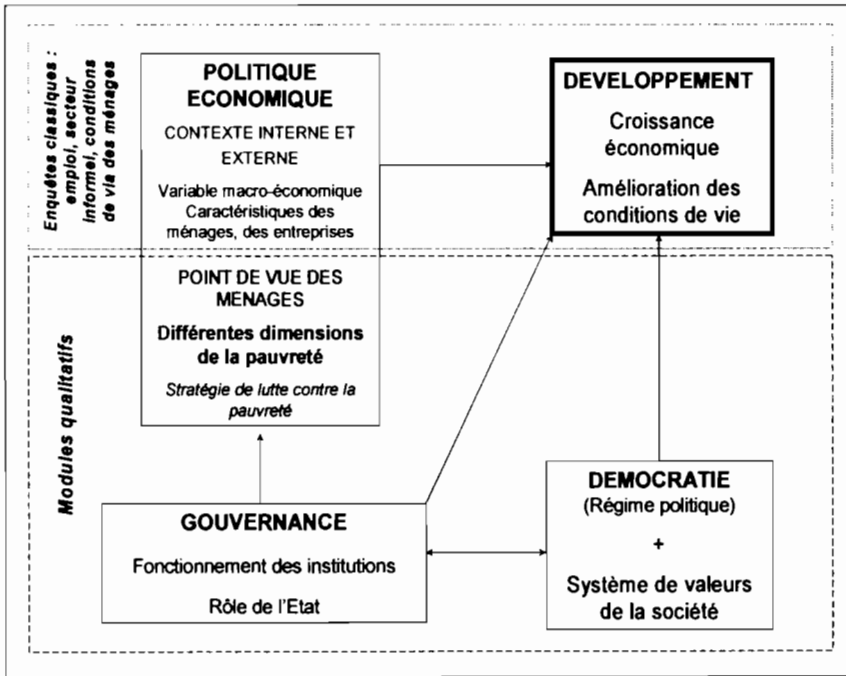 Enquêtes classiques :
emploi, secteur
informel, conditions
de via des ménages
POLITIQUE
ECONOMIQUE
CONTEXTE INTERNE ET
EXTERNE
Variable macro-économique
Caractéristiques des
ménages, des entreprises
POINT DE VUE DES
MENAGES
Différentes dimensions
de la pauvreté
Stratégie de lutte contre la
pauvreté
DEVELOPPEMENT
Croissance
économique
Amélioration des
conditions de vie
Modules qualitatifs
GOUVERNANCE
Fonctionnement des institutions
Rôle de l'Etat
DEMOCRATIE
(Régime politique)
+
Système de valeurs
de la société